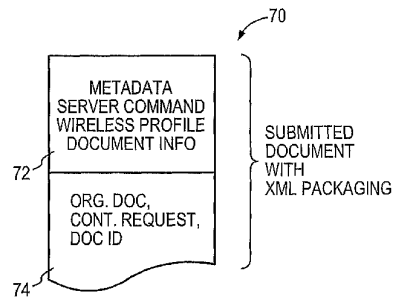 70
METADATA
SERVER COMMAND
WIRELESS PROFILE
DOCUMENT INFO
72
SUBMITTED
DOCUMENT
WITH
XML PACKAGING
ORG. DOC,
CONT. REQUEST,
DOC ID
74